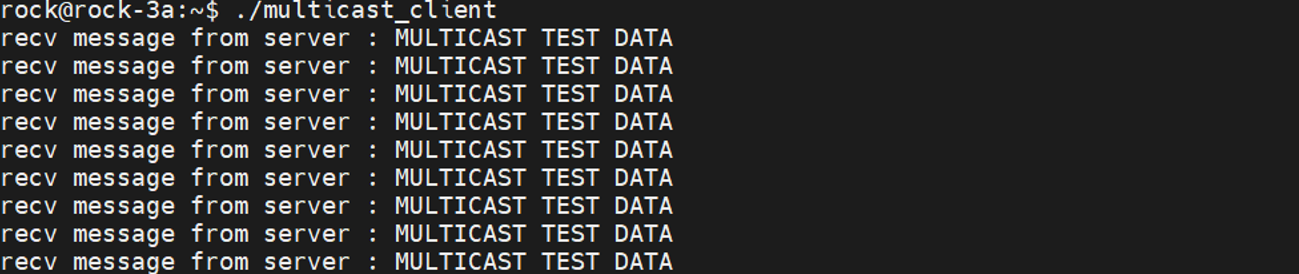 rock@rock-3a:~$ ./multicast_client
recv message from server : MULTICAST TEST DATA
recv message from server : MULTICAST TEST DATA
recv message from server : MULTICAST TEST DATA
recv message from server : MULTICAST TEST DATA
recv message from server : MULTICAST TEST DATA
recv message from server : MULTICAST TEST DATA
recv message from server : MULTICAST TEST DATA
recv message from server : MULTICAST TEST DATA
recv message from server : MULTICAST TEST DATA